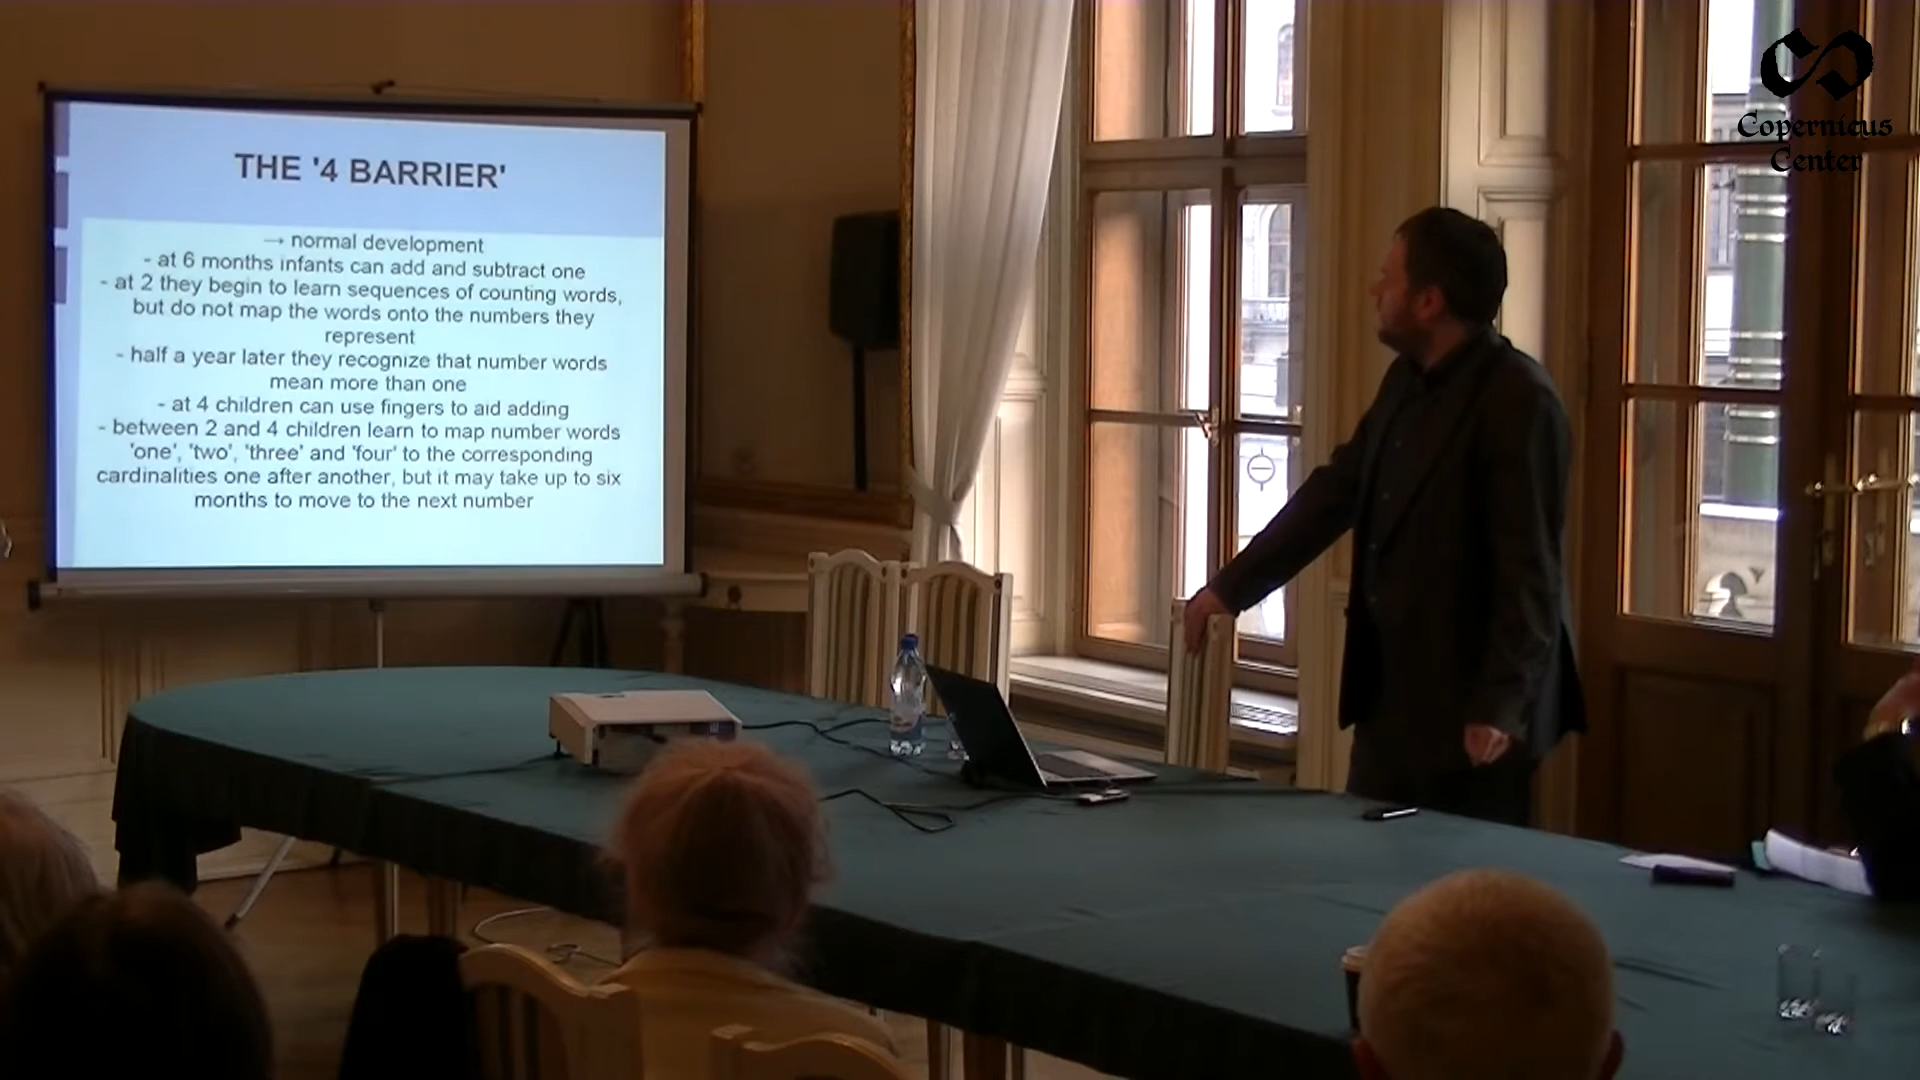 THE '4 BARRIER'
→ normal development
- at 6 months infants can add and subtract one
- at 2 they begin to learn sequences of counting words,
but do not map the words onto the numbers they
represent
- half a year later they recognize that number words
mean more than one
- at 4 children can use fingers to aid adding
- between 2 and 4 children learn to map number words
'one', 'two', 'three' and 'four' to the corresponding
cardinalities one after another, but it may take up to six
months to move to the next number
Copernicus
Center